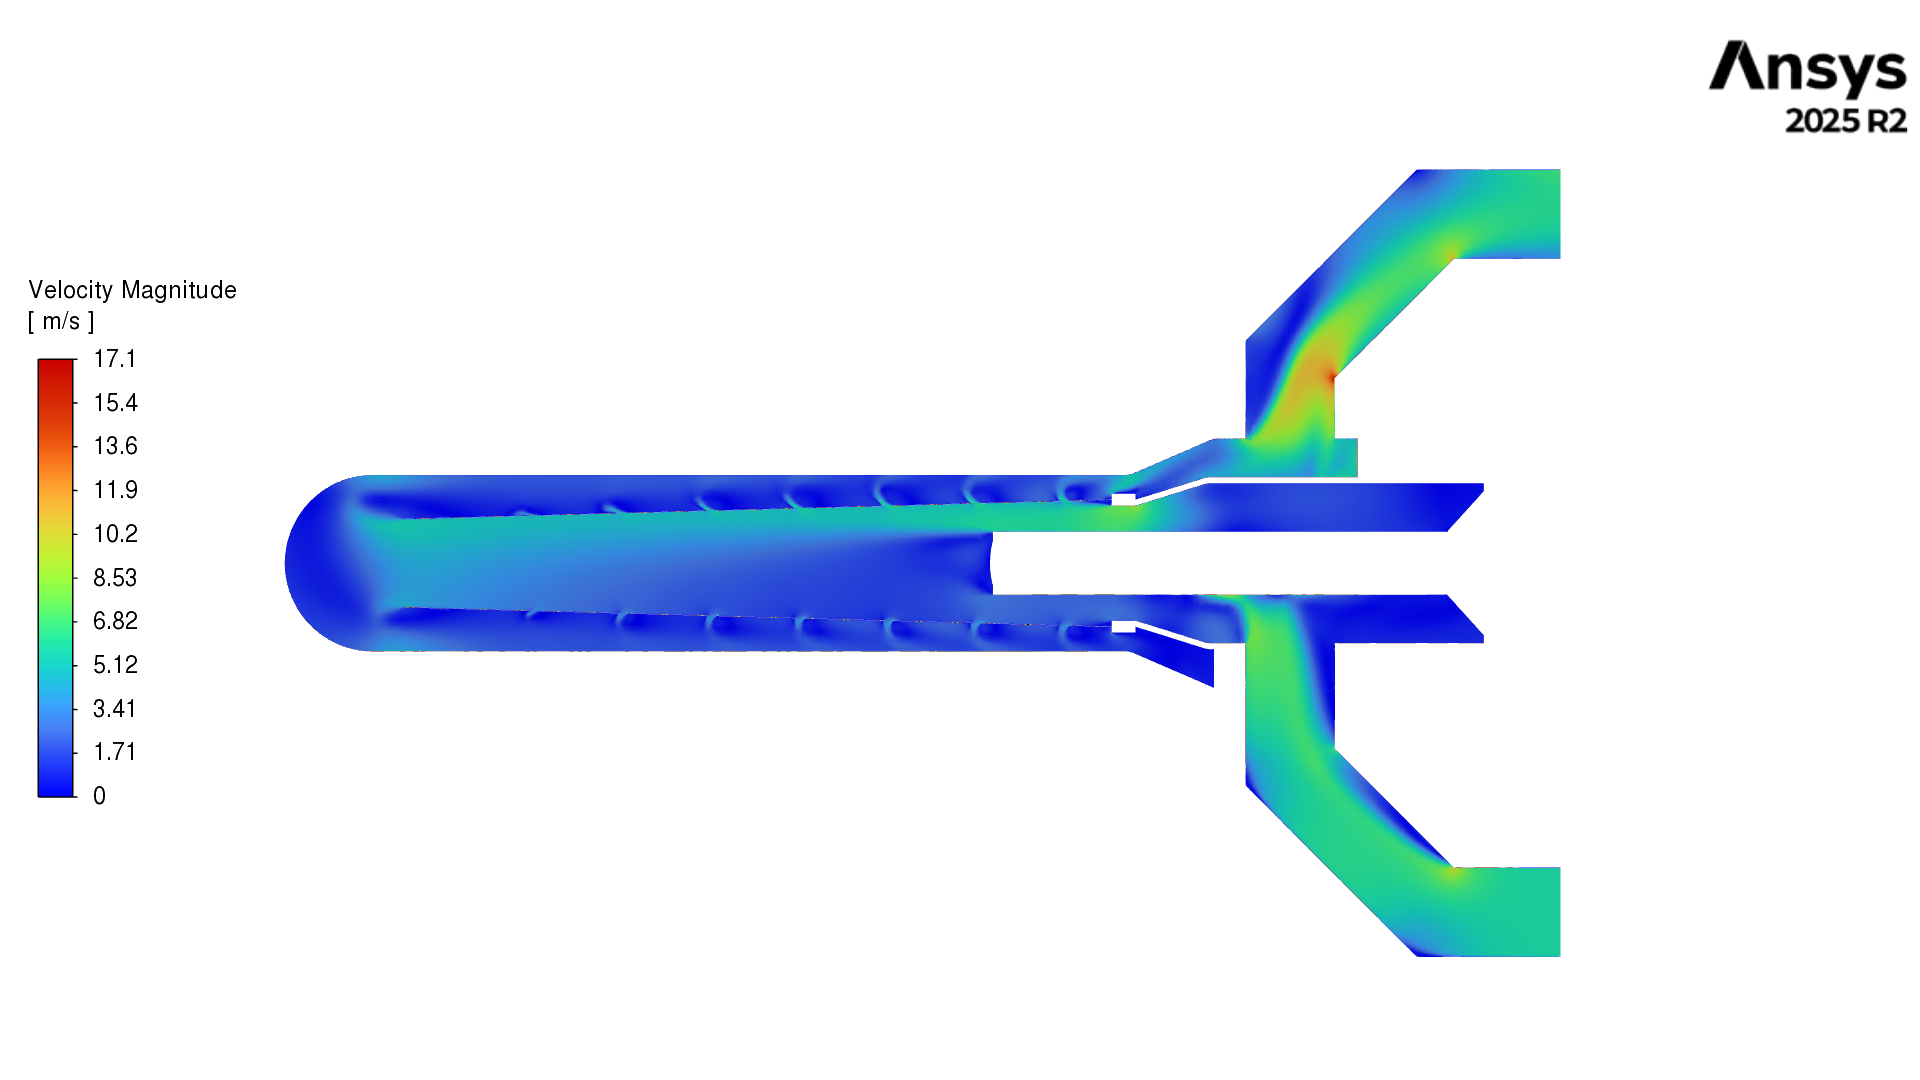 Ansys
2025 R2
Velocity Magnitude
[ m/s ]
17.1
15.4
13.6
11.9
10.2
8.53
6.82
5.12
3.41
1.71
0